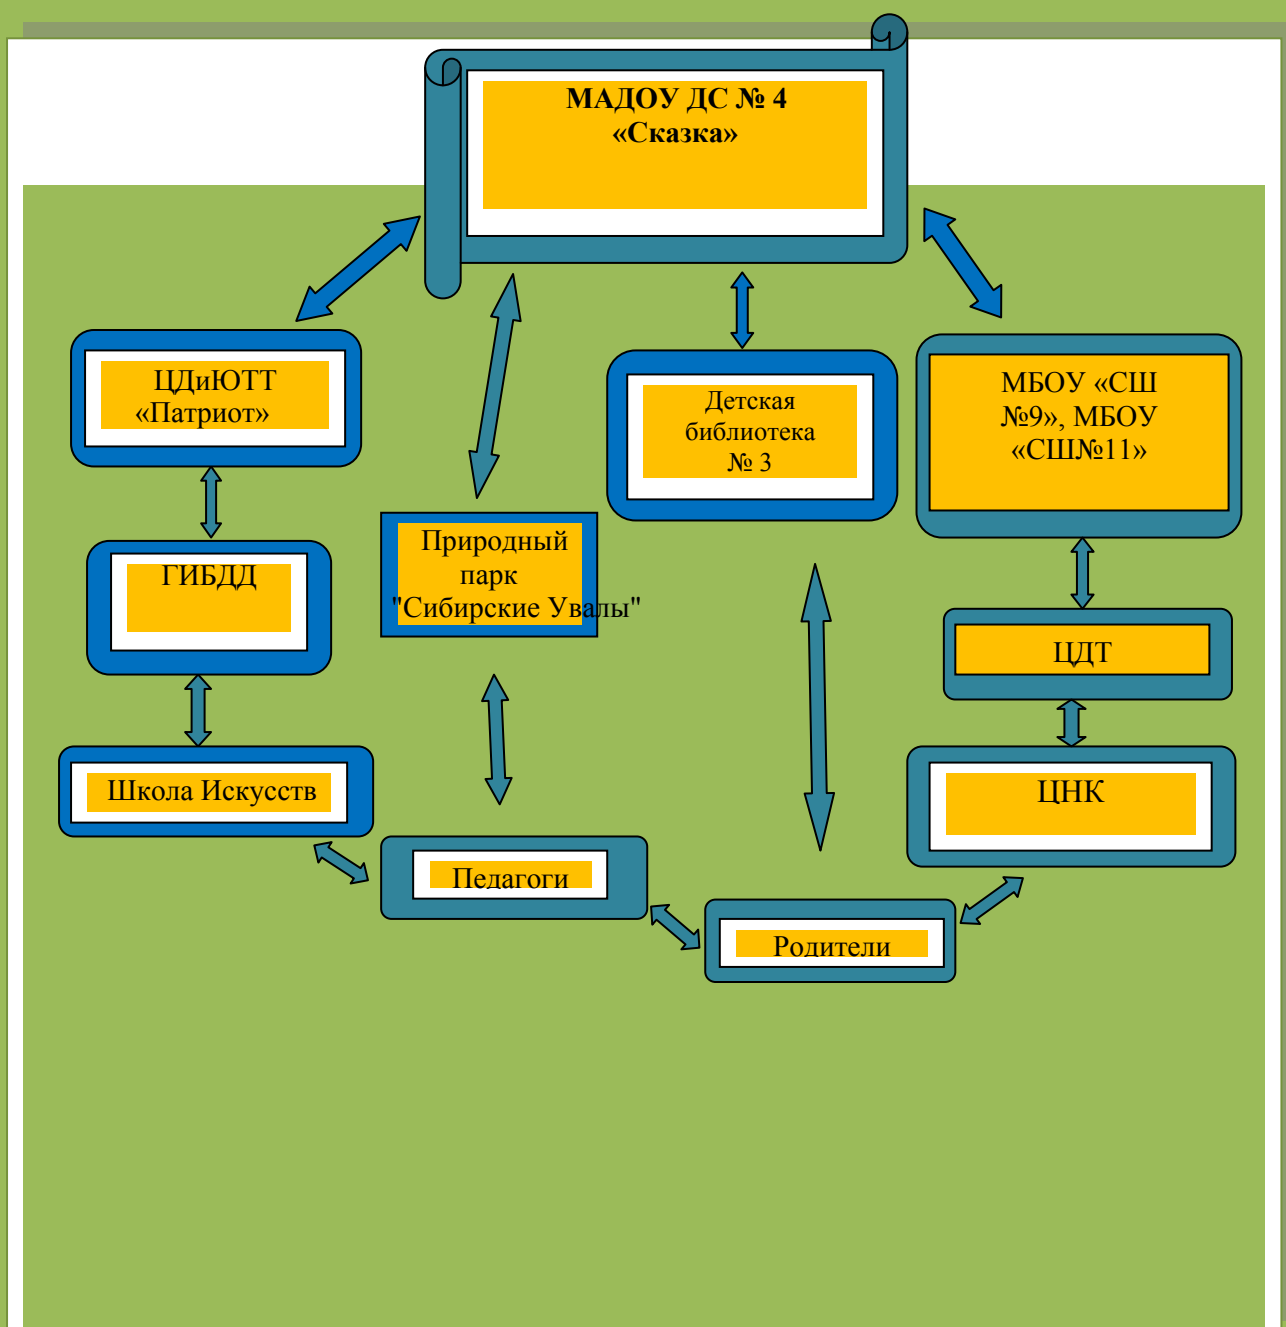 МАДОУ ДС № 4
«Сказка»
ЦДиЮТТ
«Патриот»
Детская
библиотека
№ 3
МБОУ «СШ
№9», МБОУ
«СШ№11»
ГИБДД
Природный
парк
"Сибирские Увалы"
ЦДТ
Школа Искусств
ЦНК
Педагоги
Родители